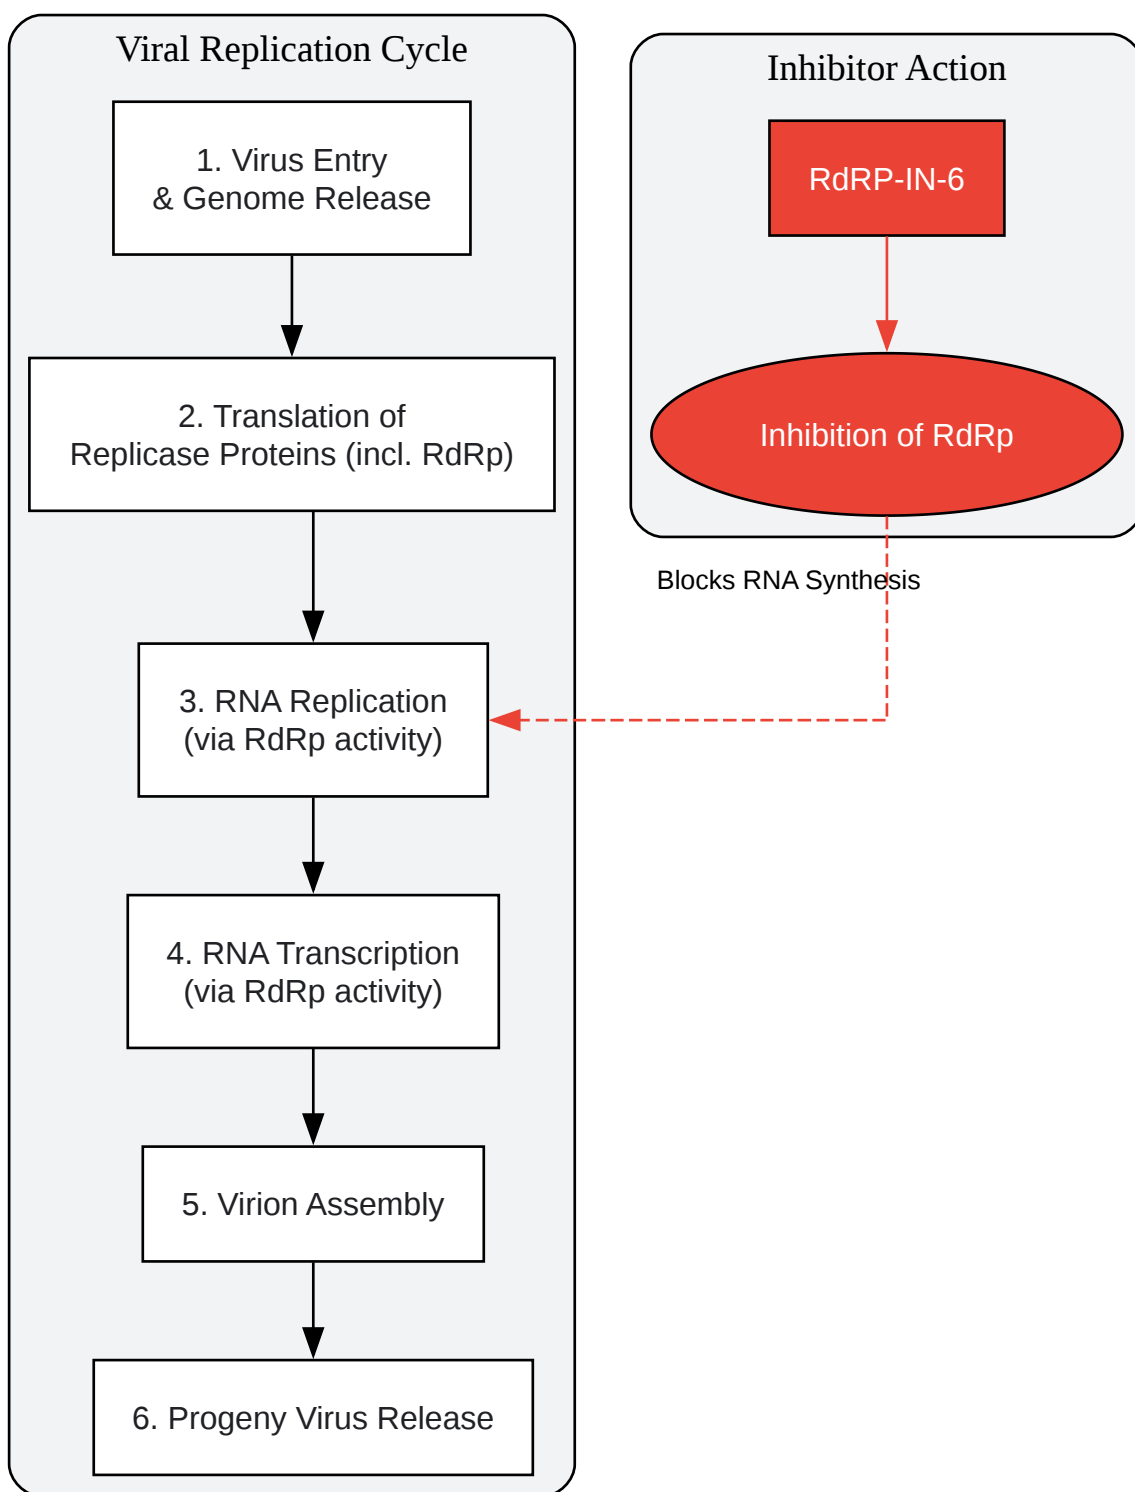 Viral Replication Cycle
1. Virus Entry
& Genome Release
2. Translation of
Replicase Proteins (incl. RdRp)
3. RNA Replication
(via RdRp activity)
4. RNA Transcription
(via RdRp activity)
5. Virion Assembly
6. Progeny Virus Release
Inhibitor Action
RdRP-IN-6
Inhibition of RdRp
Blocks RNA Synthesis